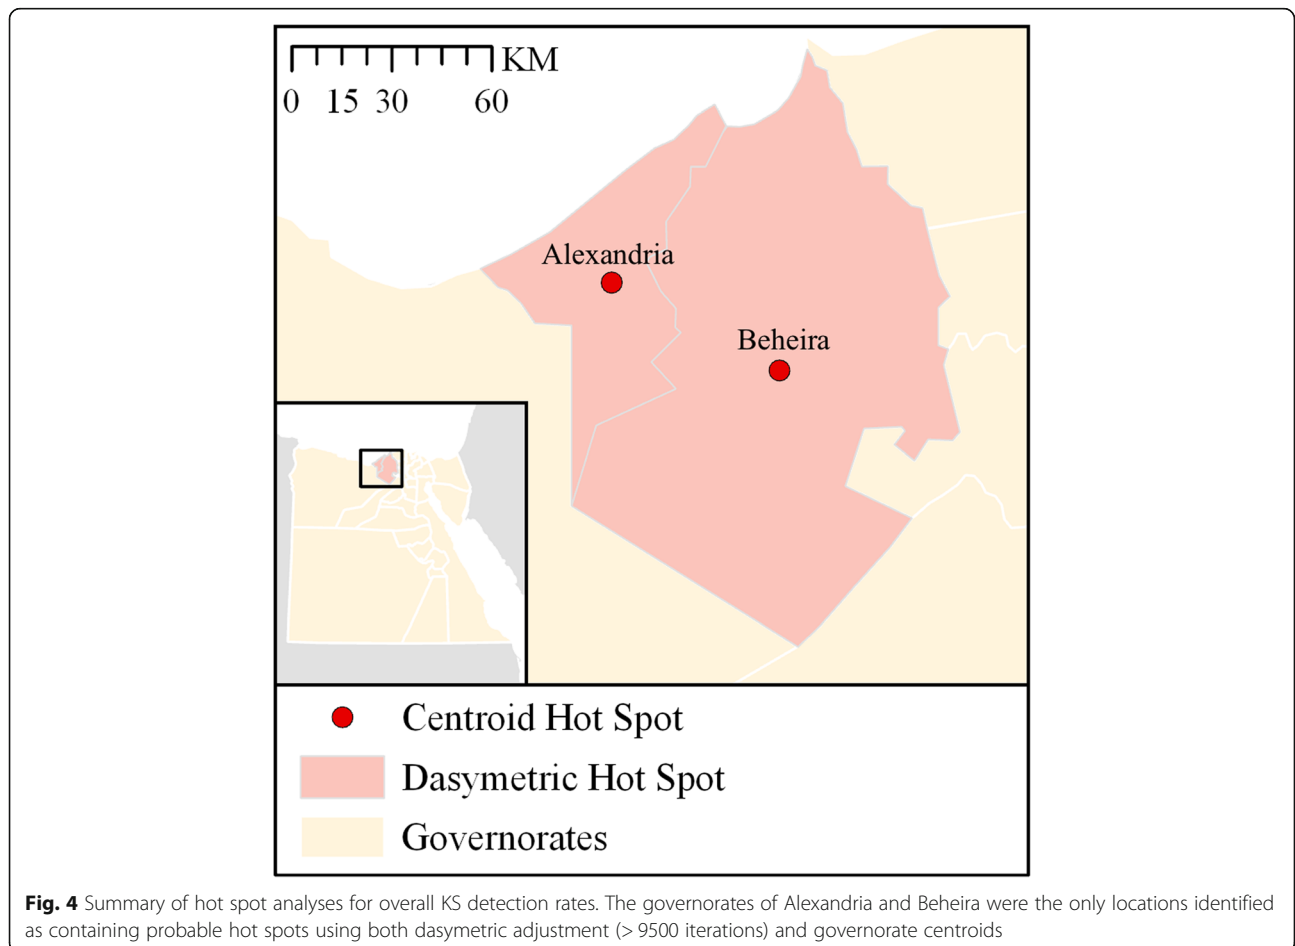 KM
0 15 30 60
Alexandria
Beheira
Centroid Hot Spot
Dasymetric Hot Spot
Governorates
Fig. 4 Summary of hot spot analyses for overall KS detection rates. The governorates of Alexandria and Beheira were the only locations identified
as containing probable hot spots using both dasymetric adjustment (> 9500 iterations) and governorate centroids